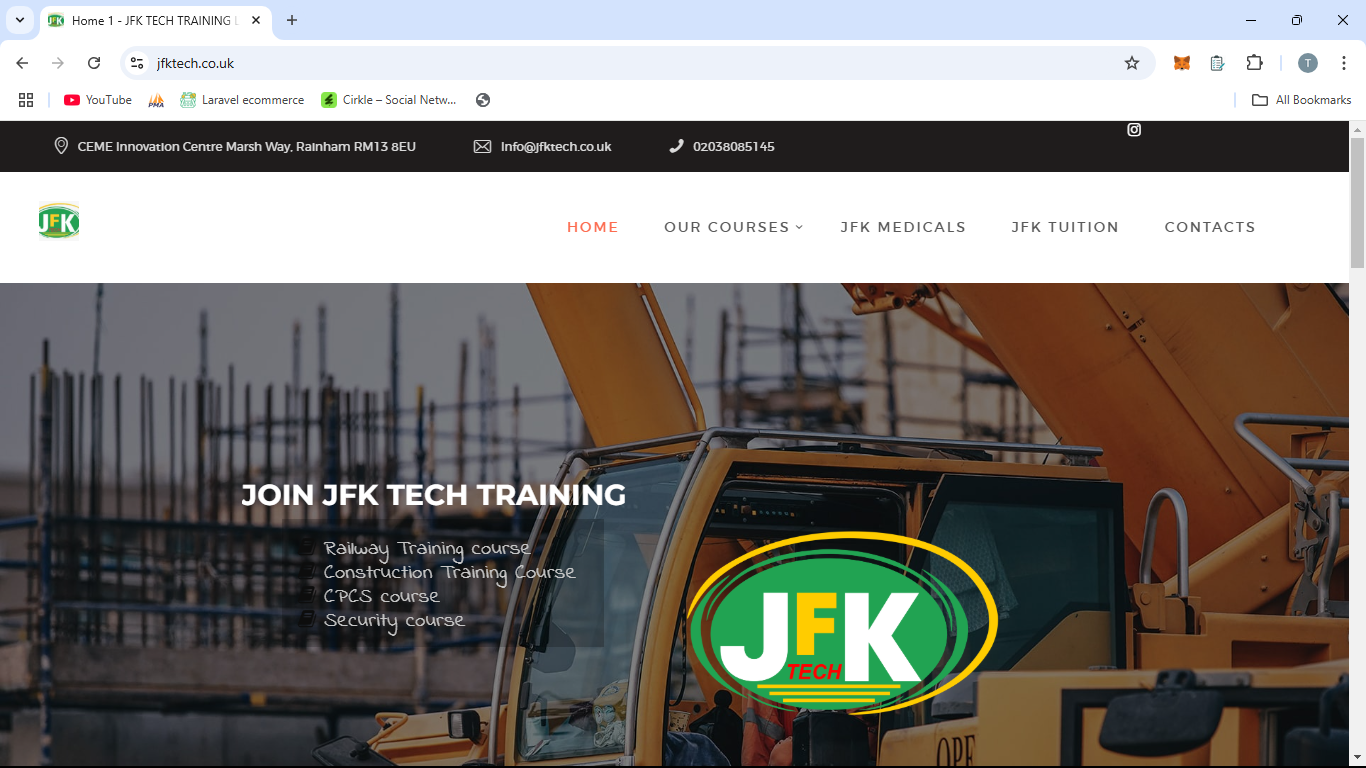 Home 1 - JFK TECH TRAINING L
jfktech.co.uk
T
YouTube
PMA
Laravel ecommerce
Cirkle – Social Netw...
All Bookmarks
CEME Innovation Centre Marsh Way, Rainham RM13 8EU
Info@jfktech.co.uk
02038085145
JFK
HOME
OUR COURSES
JFK MEDICALS
JFK TUITION
CONTACTS
JOIN JFK TECH TRAINING
Railway Training course
Construction Training Course
CPCS course
Security course
JFK
TECH
OPE